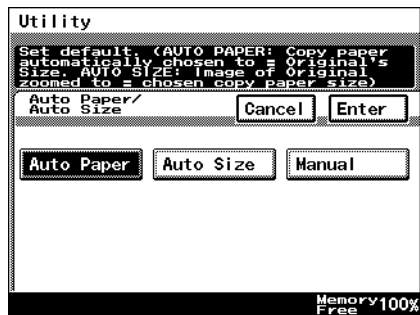 Utility
Set default. (AUTO PAPER: Copy paper
automatically chosen to = Original's
Size. AUTO SIZE: Image of Original
zoomed to = chosen copy paper size)
Auto Paper/
Auto Size
Cancel
Enter
Auto Paper
Auto Size
Manual
Memory
Free
100%